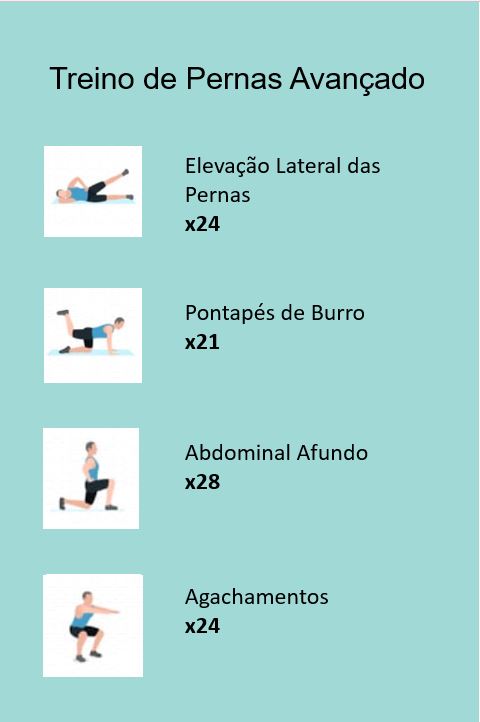 Treino de Pernas Avançado
Elevação Lateral das
Pernas
x24
Pontapés de Burro
x21
Abdominal Afundo
x28
Agachamentos
x24